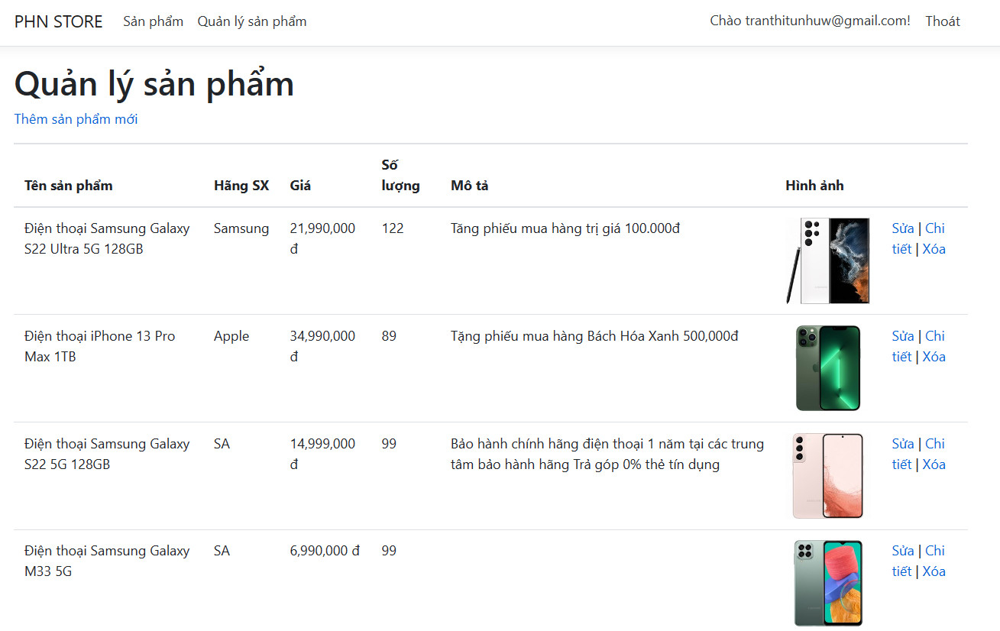 PHN STORE Sản phẩm Quản lý sản phẩm Chào tranthitunhuw@gmail.com! Thoát
Quản lý sản phẩm
Thêm sản phẩm mới
Tên sản phẩm Hãng SX Giá Số lượng Mô tả Hình ảnh
Điện thoại Samsung Galaxy Samsung 21,990,000 122 Tăng phiếu mua hàng trị giá 100.000đ Sửa | Chi
S22 Ultra 5G 128GB đ tiết | Xóa
Điện thoại iPhone 13 Pro Apple 34,990,000 89 Tặng phiếu mua hàng Bách Hóa Xanh 500,000đ Sửa | Chi
Max 1TB đ tiết | Xóa
Điện thoại Samsung Galaxy SA 14,999,000 99 Bảo hành chính hãng điện thoại 1 năm tại các trung Sửa | Chi
S22 5G 128GB đ tâm bảo hành hãng Trả góp 0% thẻ tín dụng tiết | Xóa
Điện thoại Samsung Galaxy SA 6,990,000 đ 99 Sửa | Chi
M33 5G tiết | Xóa